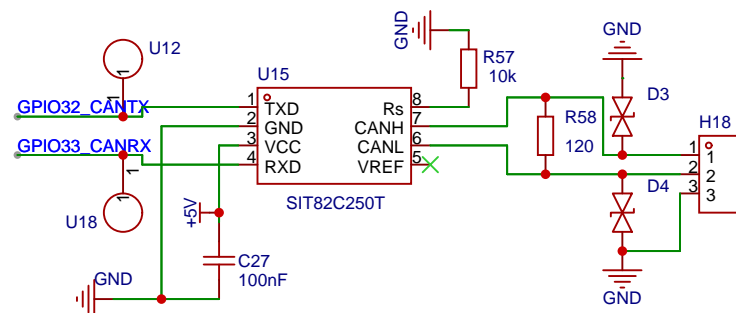 U12
1
GPIO32_CANTX
GPIO33_CANRX
1
U18
U15
1 TXD
2 GND
3 VCC
4 RXD
Rs 8
CANH 7
CANL 6
VREF 5
SIT82C250T
+5V
C27
100nF
GND
GND
R57
10k
R58
120
GND
D3
D4
GND
H18
1 1
2 2
3 3